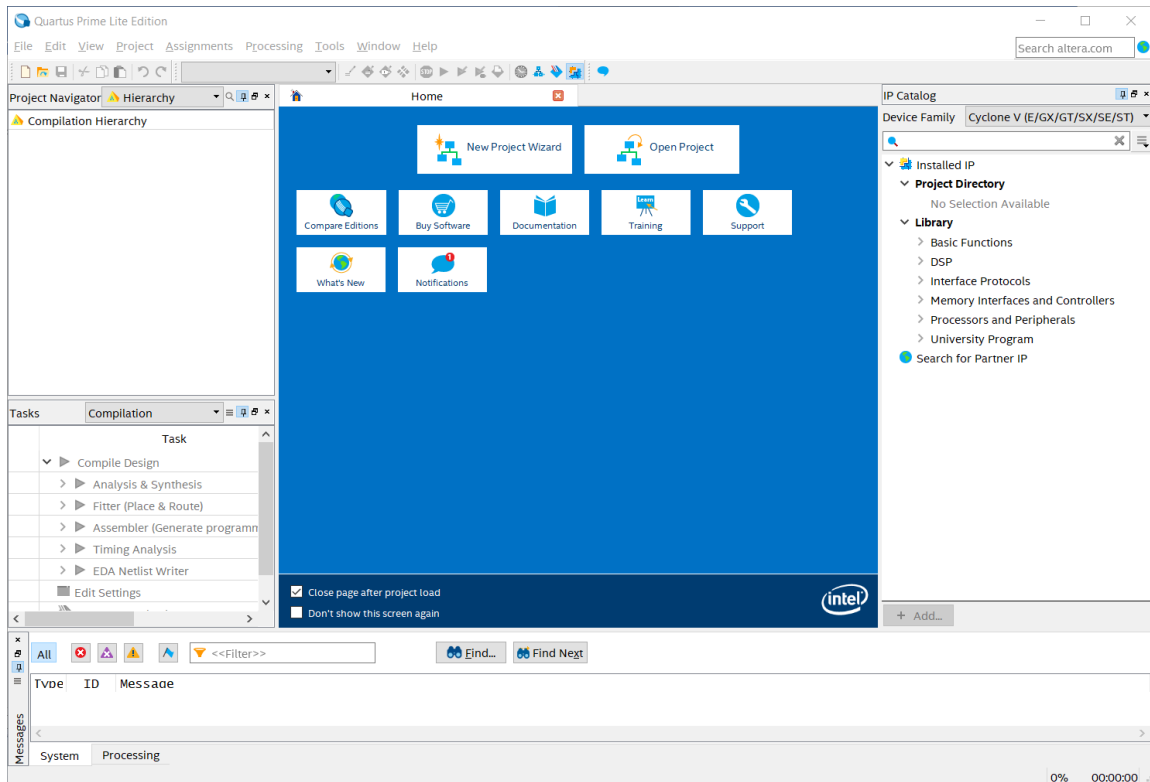 Quartus Prime Lite Edition
File Edit View Project Assignments Processing Tools Window Help
Search altera.com
Project Navigator Hierarchy
Compilation Hierarchy
Home
New Project Wizard
Open Project
Compare Editions
Buy Software
Documentation
Learn
Training
Support
What's New
1
Notifications
Close page after project load
Don't show this screen again
intel
IP Catalog
Device Family Cyclone V (E/GX/GT/SX/SE/ST)
Installed IP
Project Directory
No Selection Available
Library
Basic Functions
DSP
Interface Protocols
Memory Interfaces and Controllers
Processors and Peripherals
University Program
Search for Partner IP
+ Add...
Tasks Compilation
Task
Compile Design
Analysis & Synthesis
Fitter (Place & Route)
Assembler (Generate programm
Timing Analysis
EDA Netlist Writer
Edit Settings
All <<Filter>> Find... Find Next
Type ID Message
Messages
System Processing
0% 00:00:00